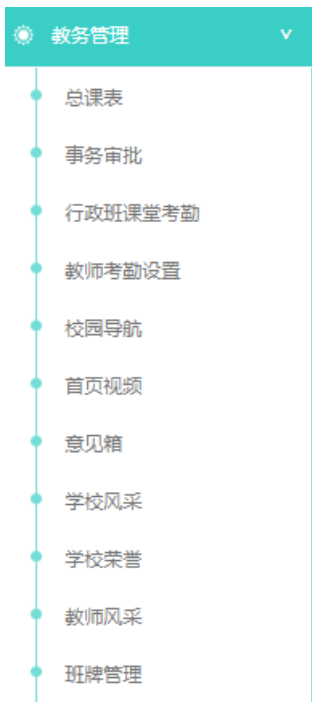 教务管理
总课表
事务审批
行政班课堂考勤
教师考勤设置
校园导航
首页视频
意见箱
学校风采
学校荣誉
教师风采
班牌管理